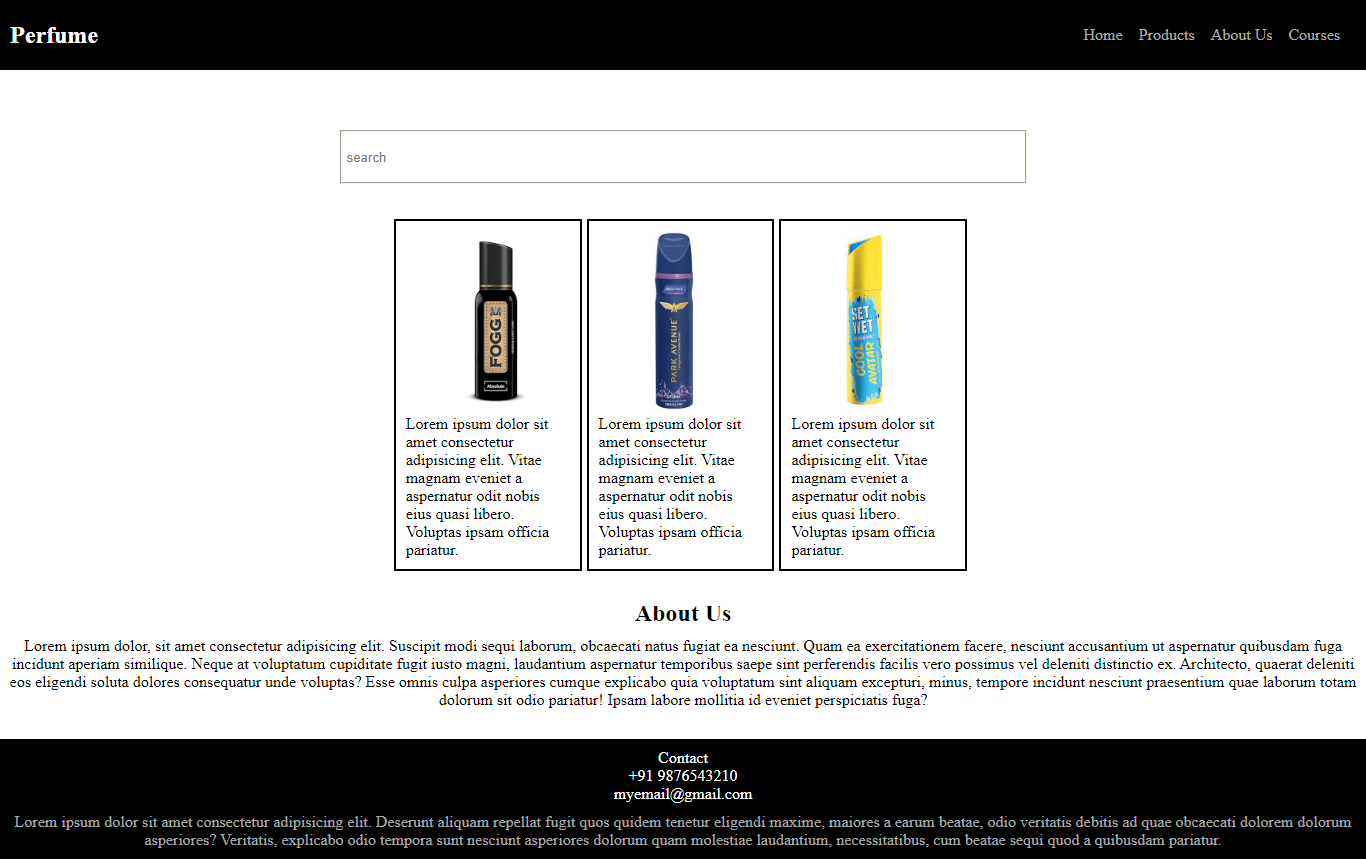 Perfume
Home Products About Us Courses
search
FOGG
Absolute
PARK AVENUE
SET
WET
COOL
AVATAR
Lorem ipsum dolor sit
amet consectetur
adipisicing elit. Vitae
magnam eveniet a
aspernatur odit nobis
eius quasi libero.
Voluptas ipsam officia
pariatur.
Lorem ipsum dolor sit
amet consectetur
adipisicing elit. Vitae
magnam eveniet a
aspernatur odit nobis
eius quasi libero.
Voluptas ipsam officia
pariatur.
Lorem ipsum dolor sit
amet consectetur
adipisicing elit. Vitae
magnam eveniet a
aspernatur odit nobis
eius quasi libero.
Voluptas ipsam officia
pariatur.
About Us
Lorem ipsum dolor, sit amet consectetur adipisicing elit. Suscipit modi sequi laborum, obcaecati natus fugiat ea nesciunt. Quam ea exercitationem facere, nesciunt accusantium ut aspernatur quibusdam fuga
incidunt aperiam similique. Neque at voluptatum cupiditate fugit iusto magni, laudantium aspernatur temporibus saepe sint perferendis facilis vero possimus vel deleniti distinctio ex. Architecto, quaerat deleniti
eos eligendi soluta dolores consequatur unde voluptas? Esse omnis culpa asperiores cumque explicabo quia voluptatum sint aliquam excepturi, minus, tempore incidunt nesciunt praesentium quae laborum totam
dolorum sit odio pariatur! Ipsam labore mollitia id eveniet perspiciatis fuga?
Contact
+91 9876543210
myemail@gmail.com
Lorem ipsum dolor sit amet consectetur adipisicing elit. Deserunt aliquam repellat fugit quos quidem tenetur eligendi maxime, maiores a earum beatae, odio veritatis debitis ad quae obcaecati dolorem dolorum
asperiores? Veritatis, explicabo odio tempora sunt nesciunt asperiores dolorum quam molestiae laudantium, necessitatibus, cum beatae sequi quod a quibusdam pariatur.